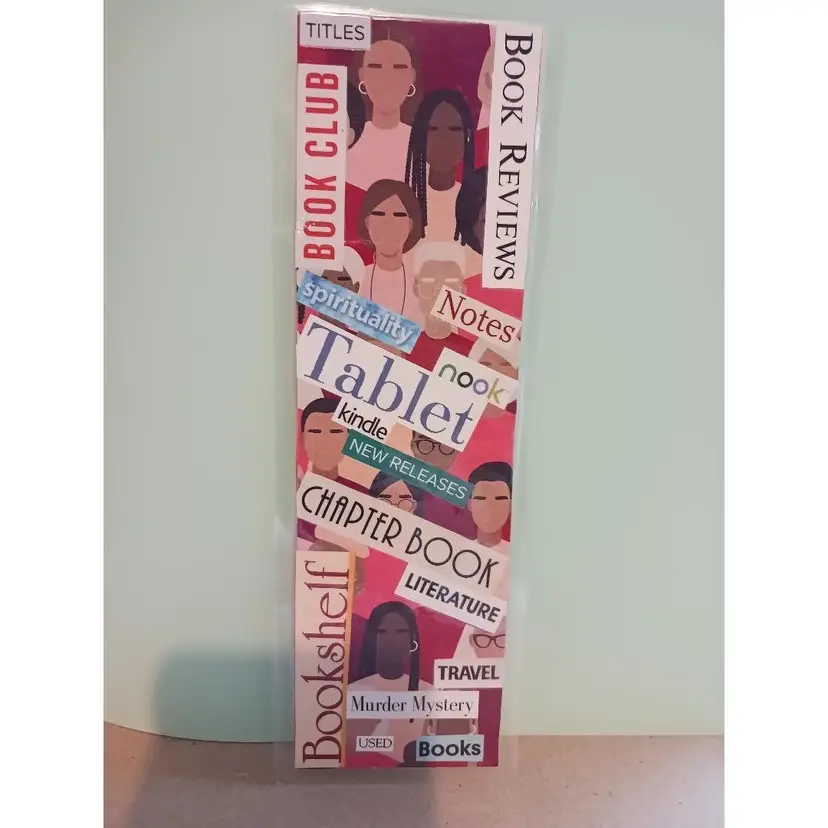 TITLES
BOOK CLUB
BOOK REVIEWS
spirituality
Notes
Tablet
nook
kindle
NEW RELEASES
CHAPTER BOOK
LITERATURE
Bookshelf
TRAVEL
Murder Mystery
USED
Books